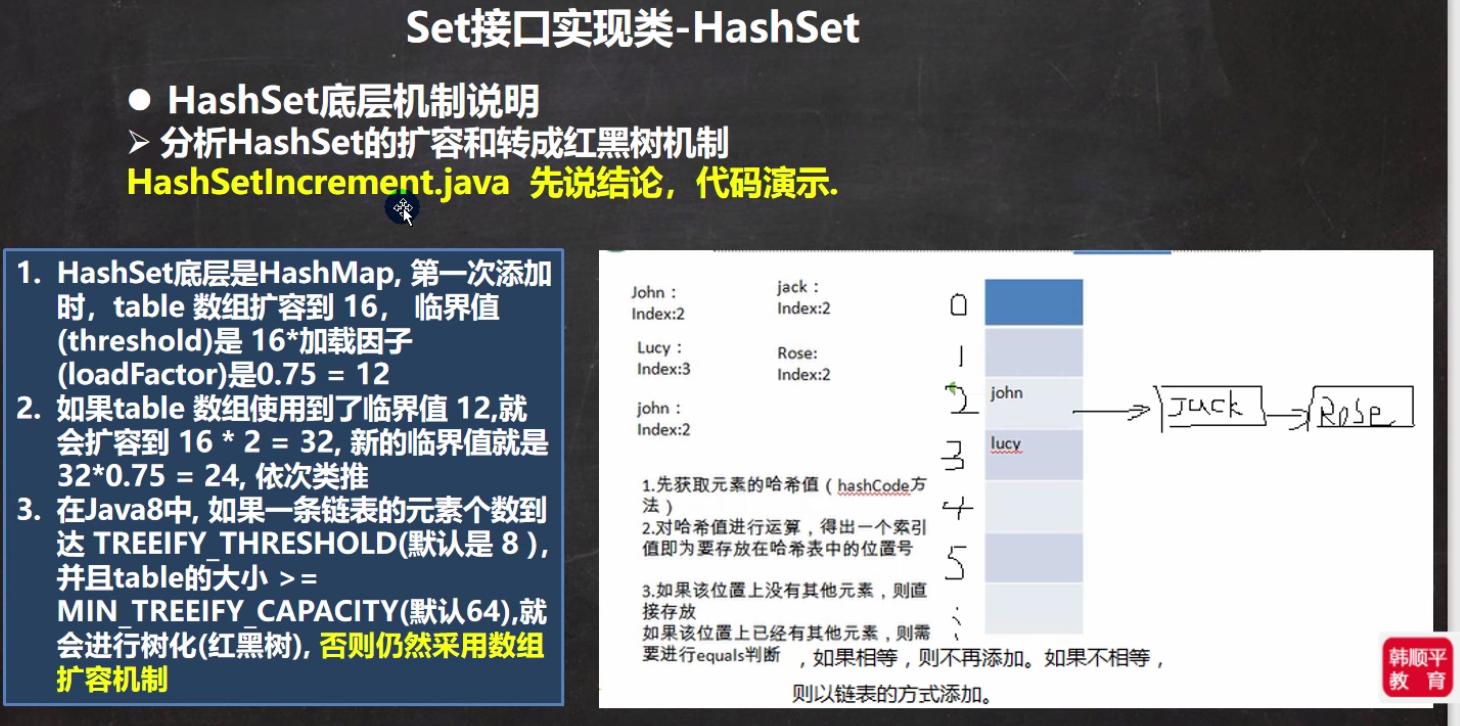 Set接口实现类-HashSet
● HashSet底层机制说明
➢ 分析HashSet的扩容和转成红黑树机制
HashSetIncrement.java 先说结论，代码演示.
1. HashSet底层是HashMap, 第一次添加
时，table 数组扩容到 16， 临界值
(threshold)是 16*加载因子
(loadFactor)是0.75 = 12
2. 如果table 数组使用到了临界值 12,就
会扩容到 16 * 2 = 32, 新的临界值就是
32*0.75 = 24, 依次类推
3. 在Java8中, 如果一条链表的元素个数到
达 TREEIFY_THRESHOLD(默认是 8 ),
并且table的大小 >=
MIN_TREEIFY_CAPACITY(默认64),就
会进行树化(红黑树), 否则仍然采用数组
扩容机制
John：
Index:2
jack：
Index:2
Lucy：
Index:3
Rose:
Index:2
john：
Index:2
1.先获取元素的哈希值（hashCode方
法）
2.对哈希值进行运算，得出一个索引
值即为要存放在哈希表中的位置号
3.如果该位置上没有其他元素，则直
接存放
如果该位置上已经有其他元素，则需
要进行equals判断 ，如果相等，则不再添加。如果不相等，
则以链表的方式添加。
0
1
2 john Jack Rose
3 lucy
4
5
韩顺平
教 育